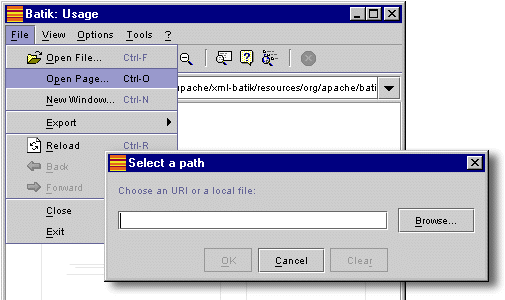 Batik: Usage
File View Options Tools ?
Open File... Ctrl-F
Open Page... Ctrl-O
pache/xml-batik/resources/org/apache/bati
New Window... Ctrl-N
Export
Reload Ctrl-R
Back
Forward
Close
Exit
Select a path
Choose an URI or a local file:
Browse...
OK Cancel Clear